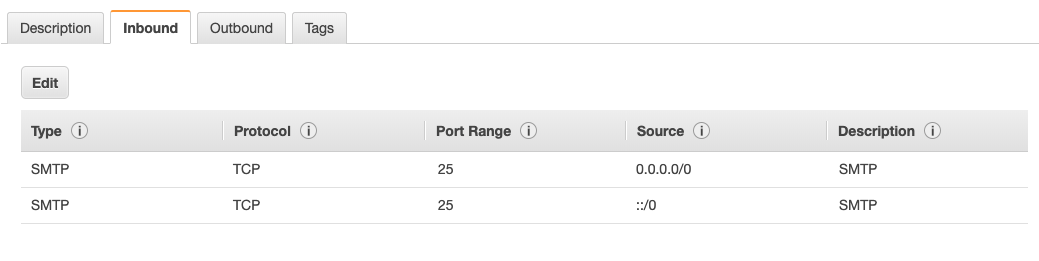 Description Inbound Outbound Tags
Edit
Type i Protocol i Port Range i Source i Description i
SMTP TCP 25 0.0.0.0/0 SMTP
SMTP TCP 25 ::/0 SMTP